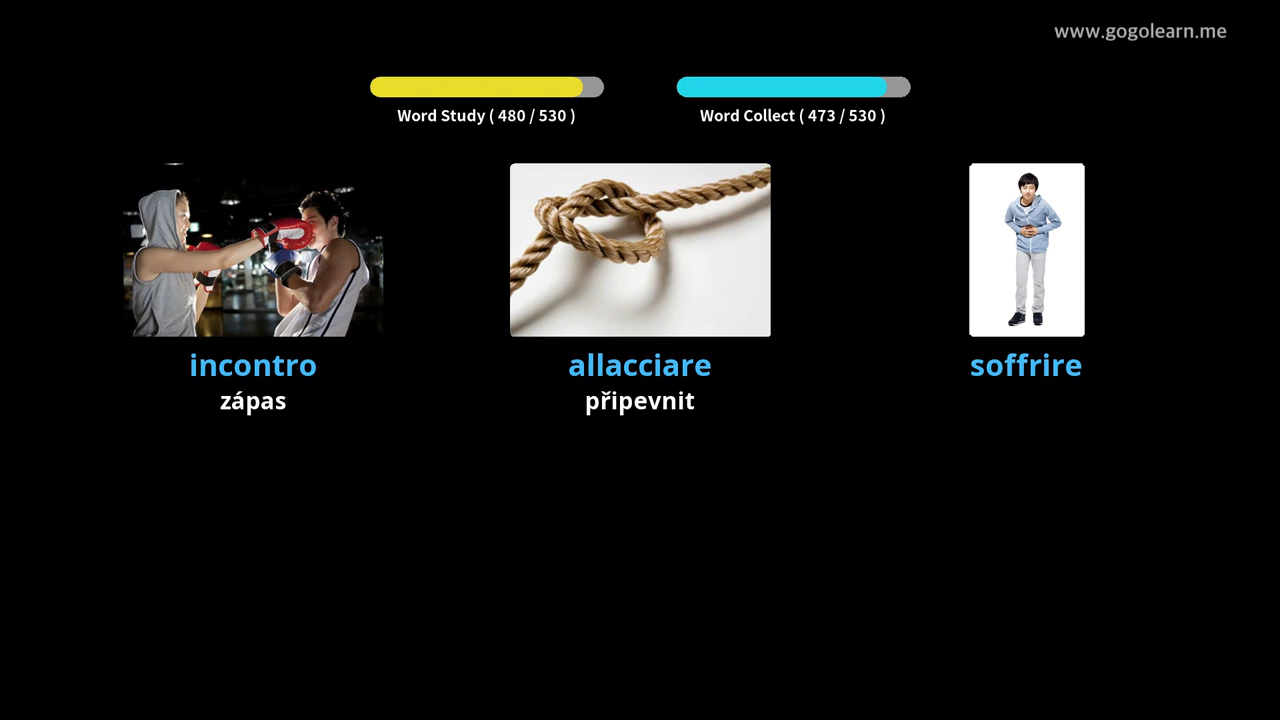 www.gogolearn.me
Word Study ( 480 / 530 )
Word Collect ( 473 / 530 )
incontro
zápas
allacciare
připevnit
soffrire